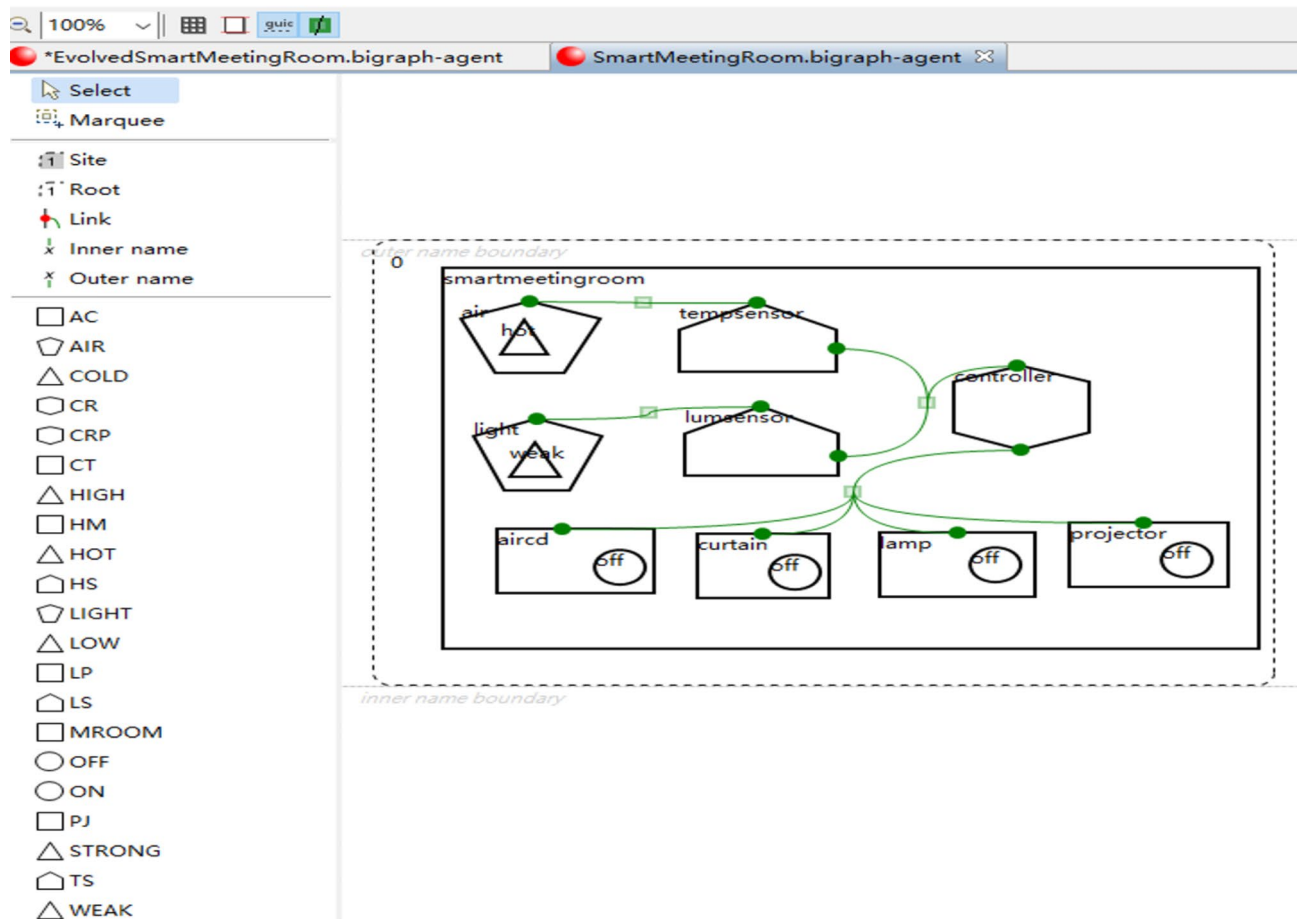 100%
guic
*EvolvedSmartMeetingRoom.bigraph-agent
SmartMeetingRoom.bigraph-agent
Select
Marquee
1 Site
1 Root
Link
x Inner name
x Outer name
AC
AIR
COLD
CR
CRP
CT
HIGH
HM
HOT
HS
LIGHT
LOW
LP
LS
MROOM
OFF
ON
PJ
STRONG
TS
WEAK
outer name boundary
0
smartmeetingroom
air
hot
tempsensor
controller
light
weak
lumsensor
aircd
off
curtain
off
lamp
off
projector
off
inner name boundary